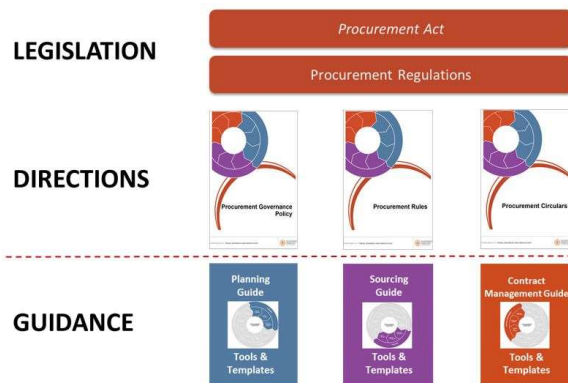 LEGISLATION
Procurement Act
Procurement Regulations
DIRECTIONS
Procurement Governance
Policy
Procurement Rules
Procurement Circulars
GUIDANCE
Planning
Guide
Tools &
Templates
Sourcing
Guide
Tools &
Templates
Contract
Management Guide
Tools &
Templates